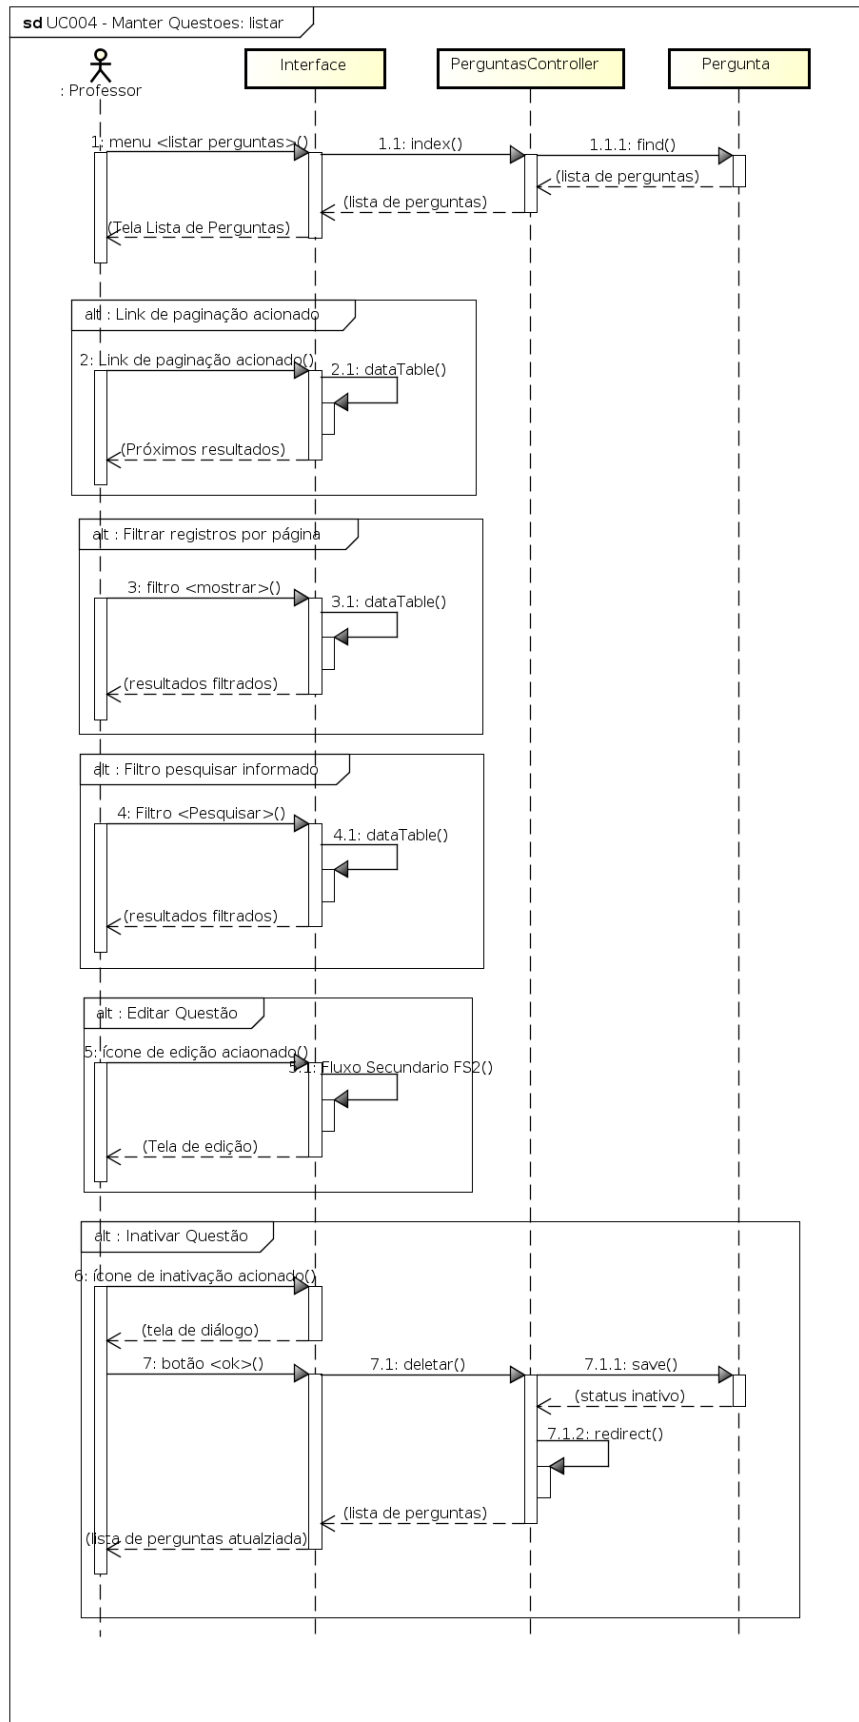 sd UC004 - Manter Questoes: listar
: Professor
Interface
PerguntasController
Pergunta
1: menu <listar perguntas>()
1.1: index()
1.1.1: find()
(lista de perguntas)
(lista de perguntas)
(Tela Lista de Perguntas)
alt : Link de paginação acionado
2: Link de paginação acionado()
2.1: dataTable()
(Próximos resultados)
alt : Filtrar registros por página
3: filtro <mostrar>()
3.1: dataTable()
(resultados filtrados)
alt : Filtro pesquisar informado
4: Filtro <Pesquisar>()
4.1: dataTable()
(resultados filtrados)
alt : Editar Questão
5: ícone de edição aciaonado()
5.1: Fluxo Secundario FS2()
(Tela de edição)
alt : Inativar Questão
6: ícone de inativação acionado()
(tela de diálogo)
7: botão <ok>()
7.1: deletar()
7.1.1: save()
(status inativo)
7.1.2: redirect()
(lista de perguntas)
(lista de perguntas atualziada)